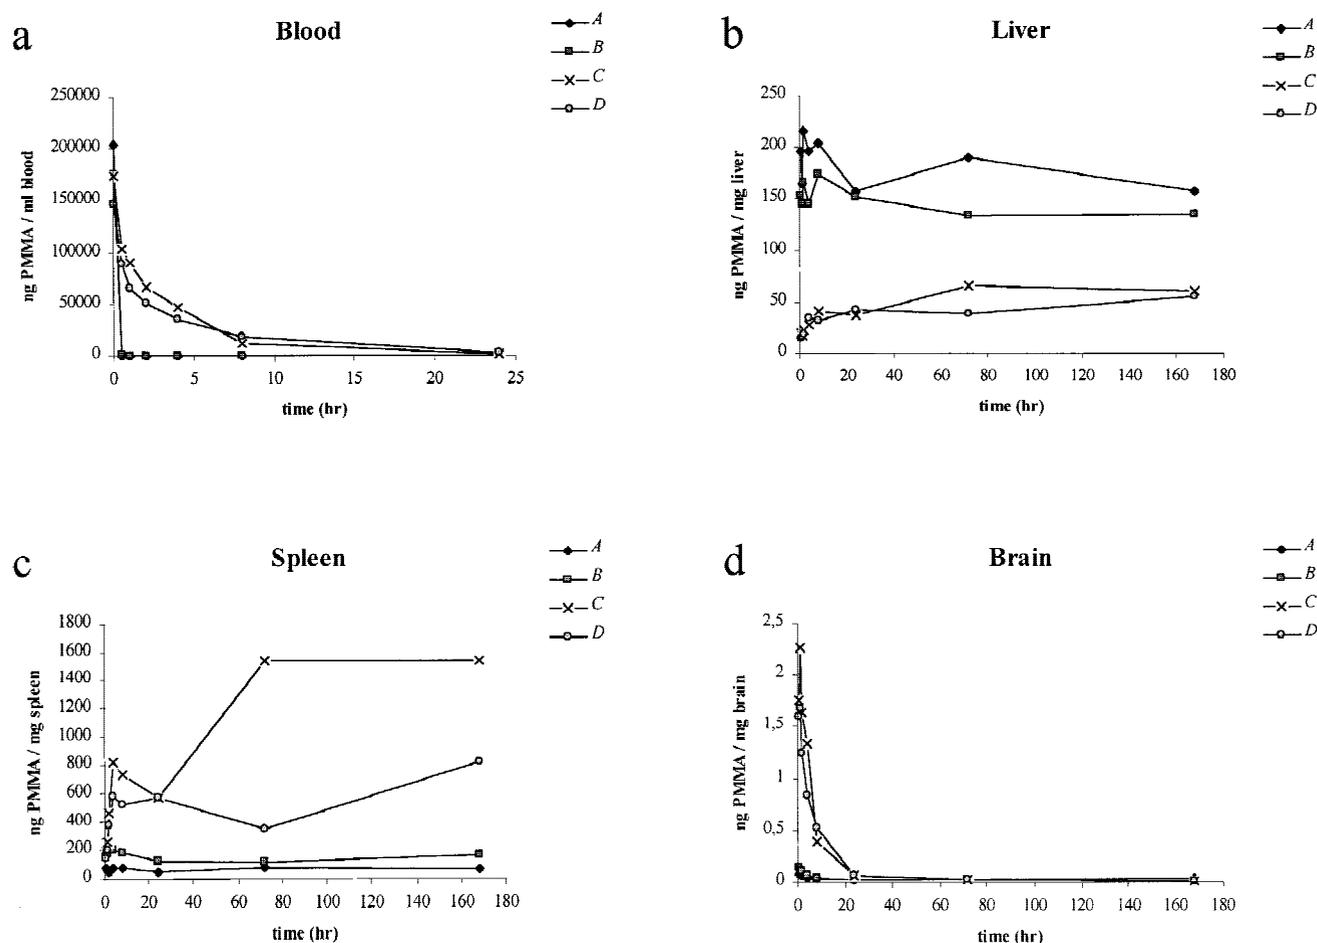 a
Blood
A
B
C
D
250000
200000
150000
100000
50000
0
ng PMMA / ml blood
0 5 10 15 20 25
time (hr)
b
Liver
A
B
C
D
250
200
150
100
50
0
ng PMMA / mg liver
0 20 40 60 80 100 120 140 160 180
time (hr)
c
Spleen
A
B
C
D
1800
1600
1400
1200
1000
800
600
400
200
0
ng PMMA / mg spleen
0 20 40 60 80 100 120 140 160 180
time (hr)
d
Brain
A
B
C
D
2,5
2
1,5
1
0,5
0
ng PMMA / mg brain
0 20 40 60 80 100 120 140 160 180
time (hr)